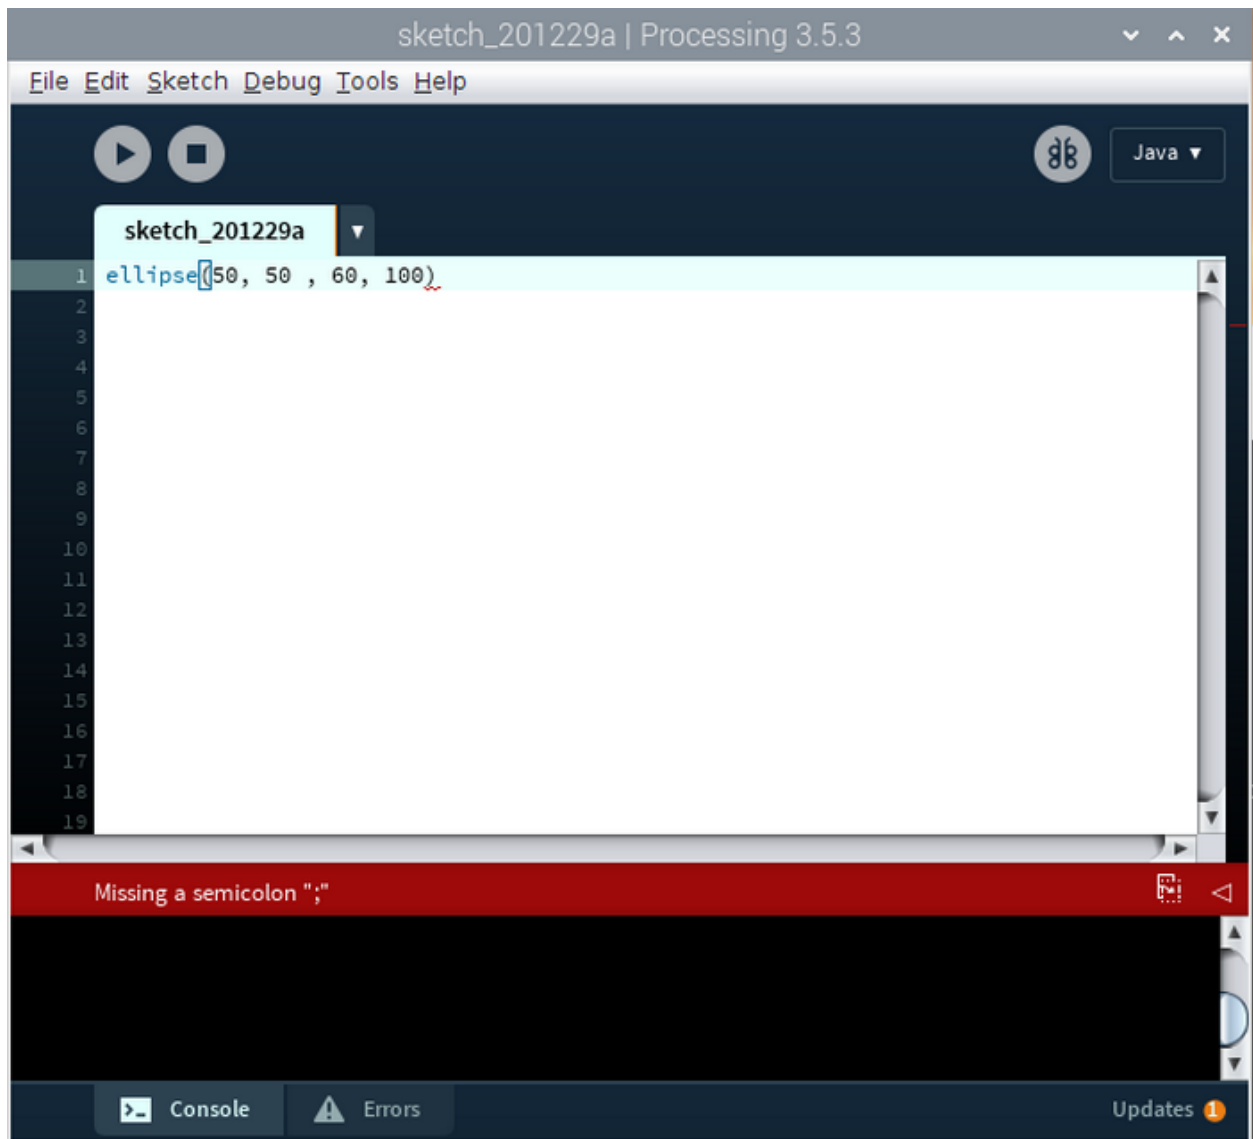 sketch_201229a | Processing 3.5.3
File Edit Sketch Debug Tools Help
Java
sketch_201229a
1 ellipse(50, 50 , 60, 100)
2
3
4
5
6
7
8
9
10
11
12
13
14
15
16
17
18
19
Missing a semicolon ";"
>_ Console Errors Updates 1